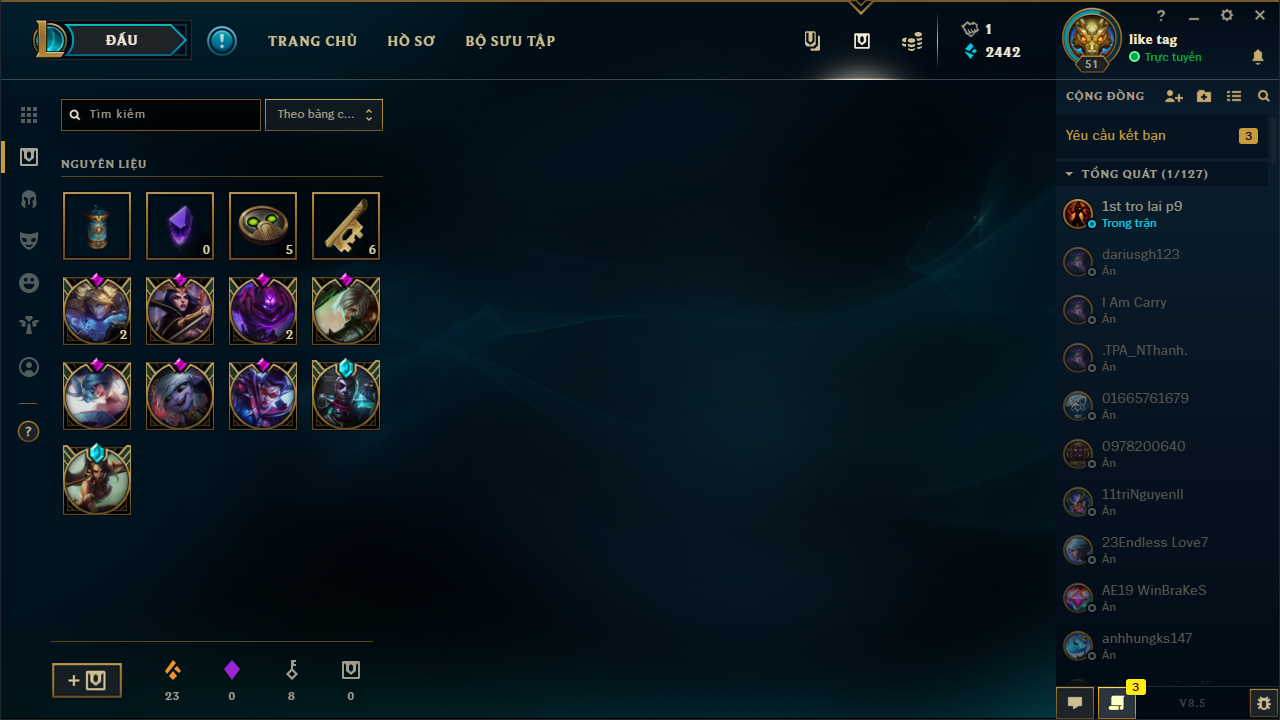 ĐẤU
TRANG CHỦ
HỒ SƠ
BỘ SƯU TẬP
1
2442
51
like tag
Trực tuyến
Tìm kiếm
Theo bảng c...
NGUYÊN LIỆU
0
5
6
2
2
23
0
8
0
CỘNG ĐỒNG
Yêu cầu kết bạn
3
TỔNG QUÁT (1/127)
1st tro lai p9
Trong trận
dariusgh123
Ẩn
I Am Carry
Ẩn
.TPA_NThanh.
Ẩn
01665761679
Ẩn
0978200640
Ẩn
11triNguyenII
Ẩn
23Endless Love7
Ẩn
AE19 WinBraKeS
Ẩn
anhhungks147
Ẩn
3
V8.5